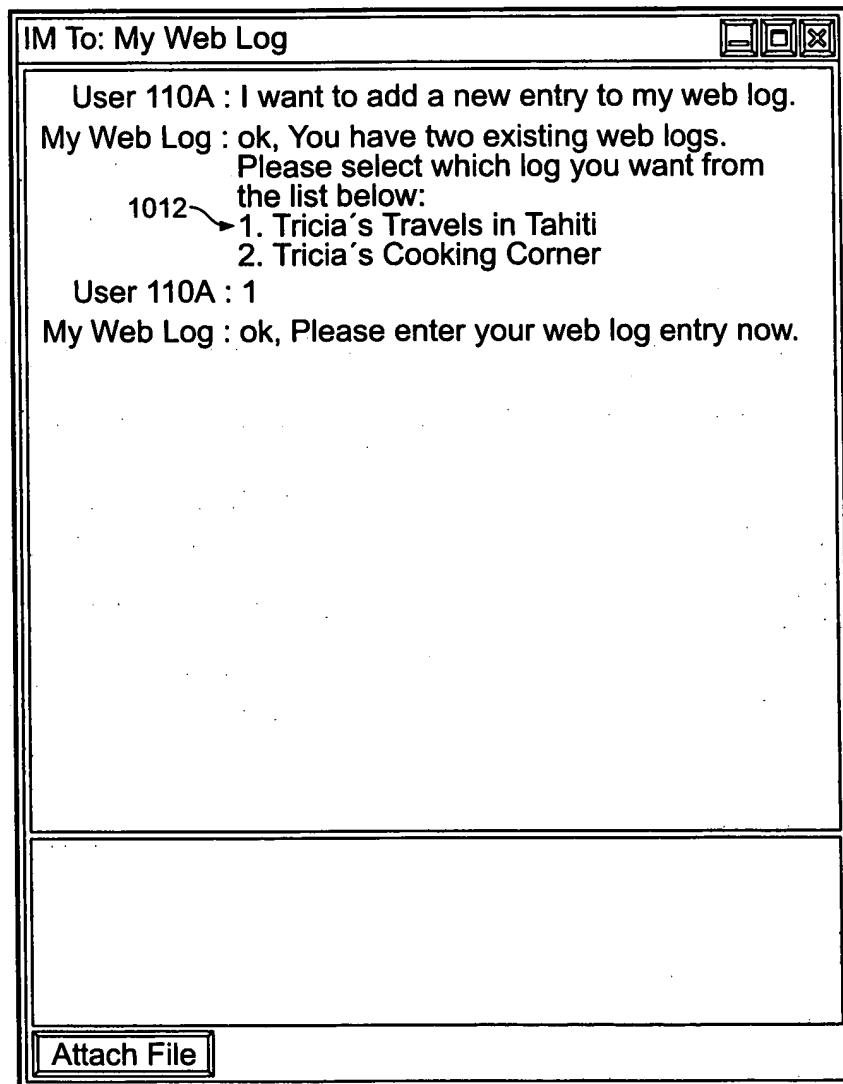 IM To: My Web Log
User 110A : I want to add a new entry to my web log.
My Web Log : ok, You have two existing web logs.
Please select which log you want from
the list below:
1012
1. Tricia´s Travels in Tahiti
2. Tricia´s Cooking Corner
User 110A : 1
My Web Log : ok, Please enter your web log entry now.
Attach File